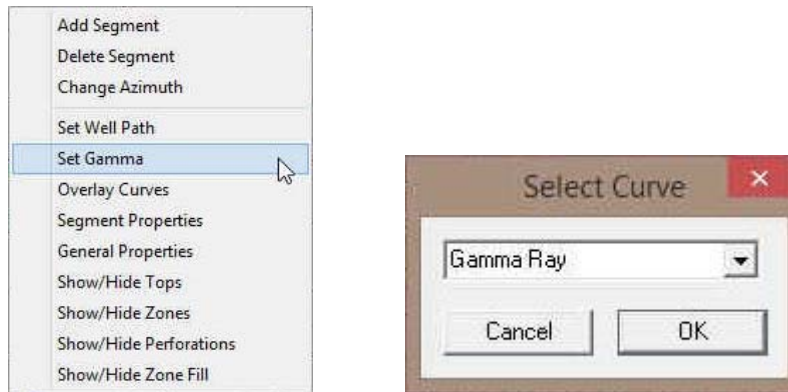 Add Segment
Delete Segment
Change Azimuth
Set Well Path
Set Gamma
Overlay Curves
Segment Properties
General Properties
Show/Hide Tops
Show/Hide Zones
Show/Hide Perforations
Show/Hide Zone Fill
Select Curve
Gamma Ray
Cancel OK